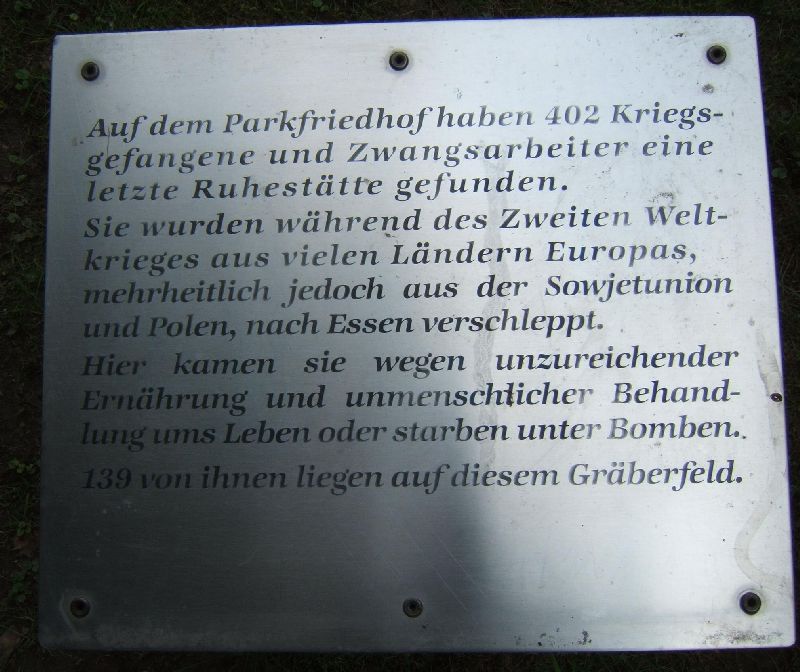 Auf dem Parkfriedhof haben 402 Kriegs-
gefangene und Zwangsarbeiter eine
letzte Ruhestätte gefunden.
Sie wurden während des Zweiten Welt-
krieges aus vielen Ländern Europas,
mehrheitlich jedoch aus der Sowjetunion
und Polen, nach Essen verschleppt.
Hier kamen sie wegen unzureichender
Ernährung und unmenschlicher Behand-
lung ums Leben oder starben unter Bomben.
139 von ihnen liegen auf diesem Gräberfeld.